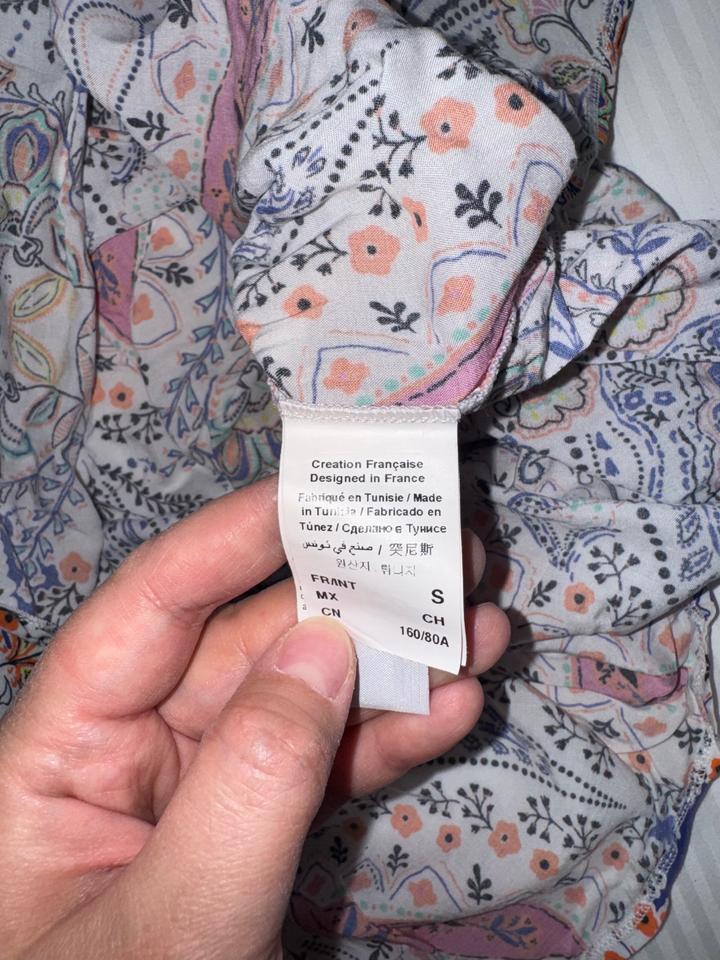 Creation Française
Designed in France
Fabriqué en Tunisie / Made
in Tunisia / Fabricado en
Túnez / Сделано в Тунисе
صنع في تونس / 突尼斯
원산지. 튀니지
FR/INT S
MX CH
CN 160/80A